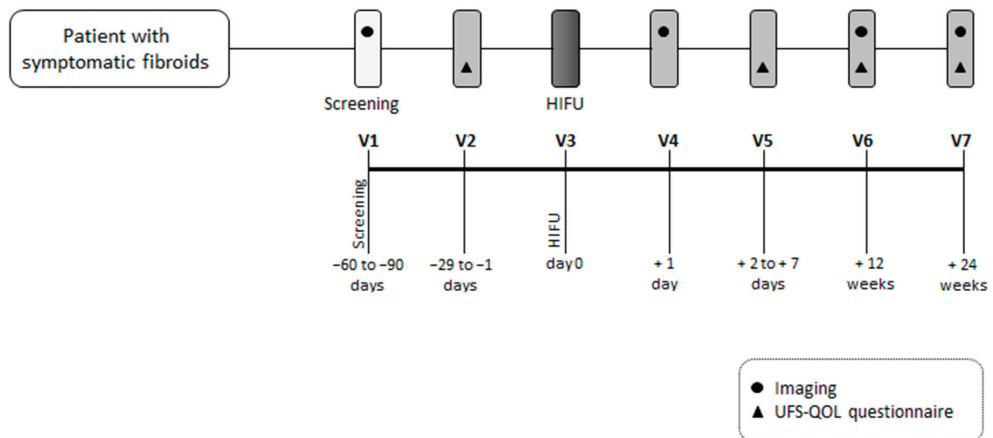 Patient with
symptomatic fibroids
Screening
HIFU
V1 V2 V3 V4 V5 V6 V7
Screening
HIFU
−60 to −90 −29 to −1 day 0 + 1 + 2 to + 7 + 12 + 24
days days day days weeks weeks
Imaging
UFS-QOL questionnaire